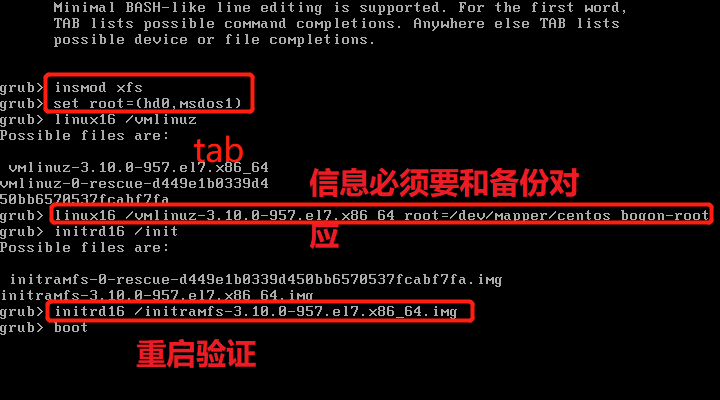 Minimal BASH-like line editing is supported. For the first word,
TAB lists possible command completions. Anywhere else TAB lists
possible device or file completions.
grub> insmod xfs
grub> set root=(hd0,msdos1)
grub> linux16 /vmlinuz
Possible files are:
tab
vmlinuz-3.10.0-957.el7.x86_64
vmlinuz-0-rescue-d449e1b0339d4
50bb6570537fcabf7fa
信息必须要和备份对
应
grub> linux16 /vmlinuz-3.10.0-957.el7.x86_64 root=/dev/mapper/centos_bogon-root
grub> initrd16 /init
Possible files are:
initramfs-0-rescue-d449e1b0339d450bb6570537fcabf7fa.img
initramfs-3.10.0-957.el7.x86_64.img
grub> initrd16 /initramfs-3.10.0-957.el7.x86_64.img
grub> boot
重启验证